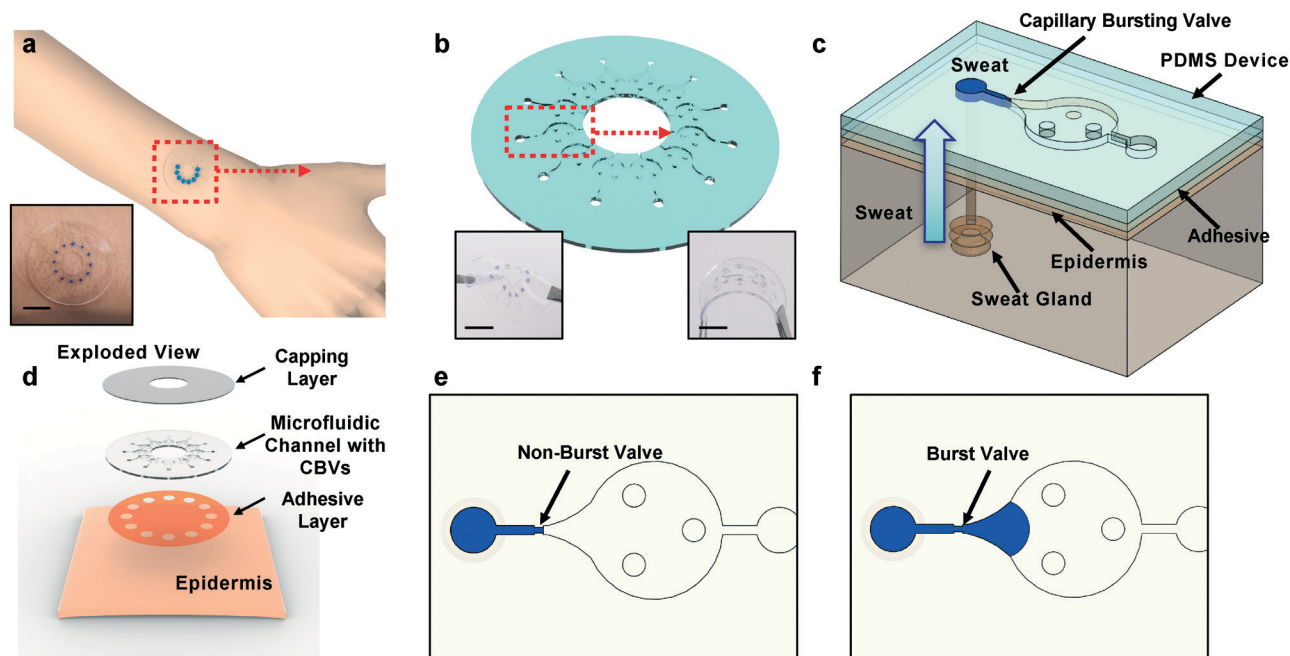 a
b
c
Capillary Bursting Valve
PDMS Device
Sweat
Sweat
Adhesive
Epidermis
Sweat Gland
d
Exploded View
Capping
Layer
Microfluidic
Channel with
CBVs
Adhesive
Layer
Epidermis
e
Non-Burst Valve
f
Burst Valve